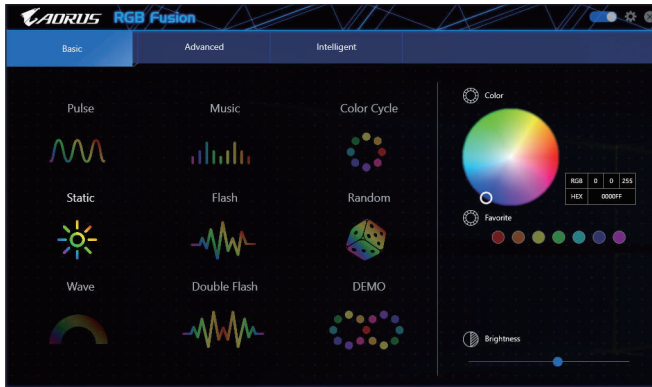 AORUS RGB Fusion
Basic Advanced Intelligent
Pulse Music Color Cycle
Static Flash Random
Wave Double Flash DEMO
Color
RGB 0 0 255
HEX 0000FF
Favorite
Brightness